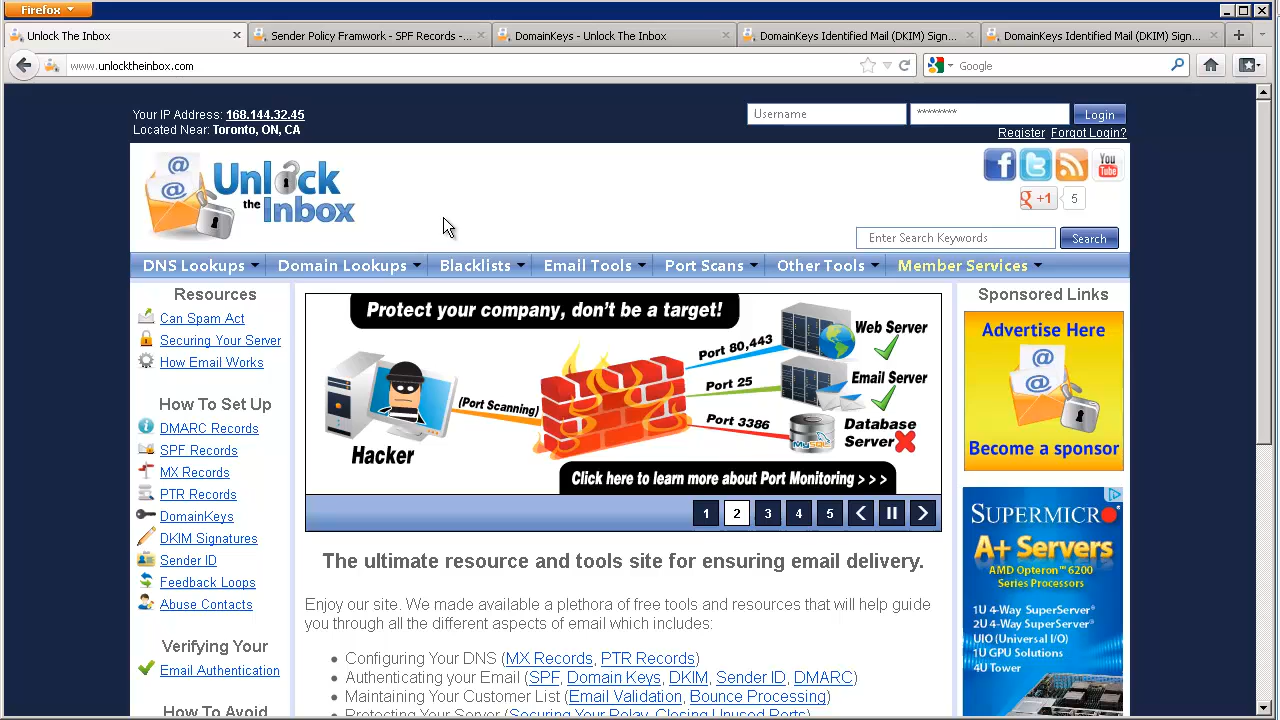 Firefox
Unlock The Inbox
Sender Policy Framwork - SPF Records - ...
DomainKeys - Unlock The Inbox
DomainKeys Identified Mail (DKIM) Sign...
DomainKeys Identified Mail (DKIM) Sign...
www.unlocktheinbox.com
Google
Your IP Address: 168.144.32.45
Located Near: Toronto, ON, CA
Username
********
Login
Register Forgot Login?
Unlock
the Inbox
You
Tube
g +1
5
Enter Search Keywords
Search
DNS Lookups
Domain Lookups
Blacklists
Email Tools
Port Scans
Other Tools
Member Services
Resources
Can Spam Act
Securing Your Server
How Email Works
How To Set Up
DMARC Records
SPF Records
MX Records
PTR Records
DomainKeys
DKIM Signatures
Sender ID
Feedback Loops
Abuse Contacts
Verifying Your
Email Authentication
How To Avoid
Protect your company, don't be a target!
Hacker
(Port Scanning)
Port 80,443
Port 25
Port 3386
Web Server
Email Server
Database
Server
MySQL
Click here to learn more about Port Monitoring > > >
1 2 3 4 5
The ultimate resource and tools site for ensuring email delivery.
Enjoy our site. We made available a plethora of free tools and resources that will help guide
you through all the different aspects of email which includes:
Configuring Your DNS (MX Records, PTR Records)
Authenticating your Email (SPF, Domain Keys, DKIM, Sender ID, DMARC)
Maintaining Your Customer List (Email Validation, Bounce Processing)
Protecting Your Server (Securing Your Relay, Closing Unused Ports)
Sponsored Links
Advertise Here
Become a sponsor
SUPERMICRO
A+ Servers
AMD Opteron™ 6200
Series Processors
1U 4-Way SuperServer®
2U 4-Way SuperServer®
UIO (Universal I/O)
1U GPU Solutions
4U Tower